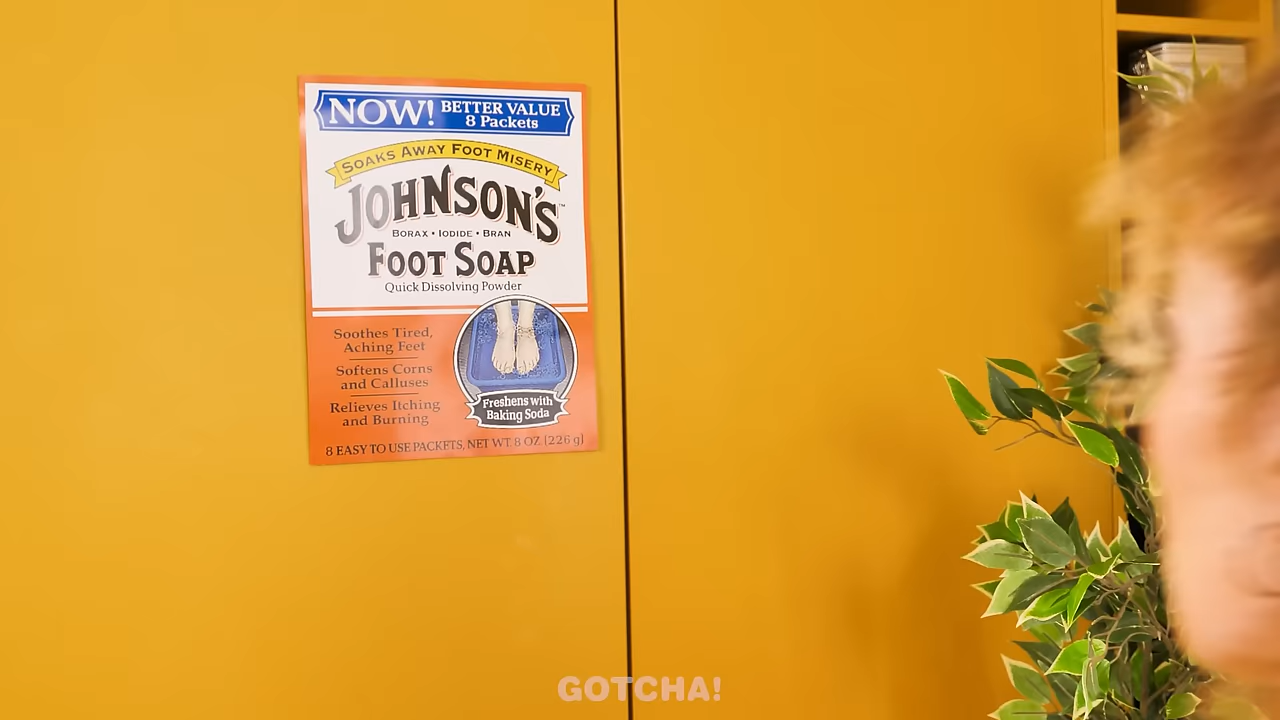 NOW! BETTER VALUE
8 Packets
SOAKS AWAY FOOT MISERY
JOHNSON'S™
BORAX • IODIDE • BRAN
FOOT SOAP
Quick Dissolving Powder
Soothes Tired,
Aching Feet
Softens Corns
and Calluses
Relieves Itching
and Burning
Freshens with
Baking Soda
8 EASY TO USE PACKETS, NET WT. 8 OZ. (226 g)
GOTCHA!